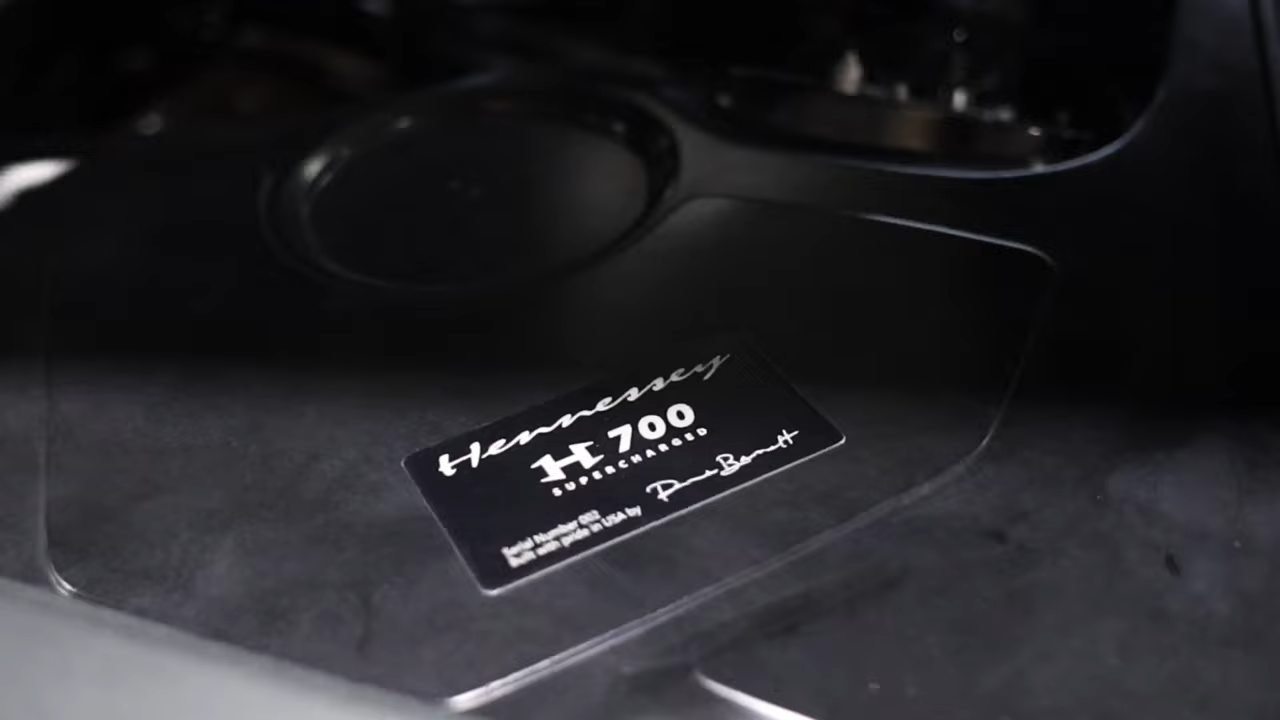 Hennessey
H 700
SUPERCHARGED
Serial Number 002
Built with pride in USA by